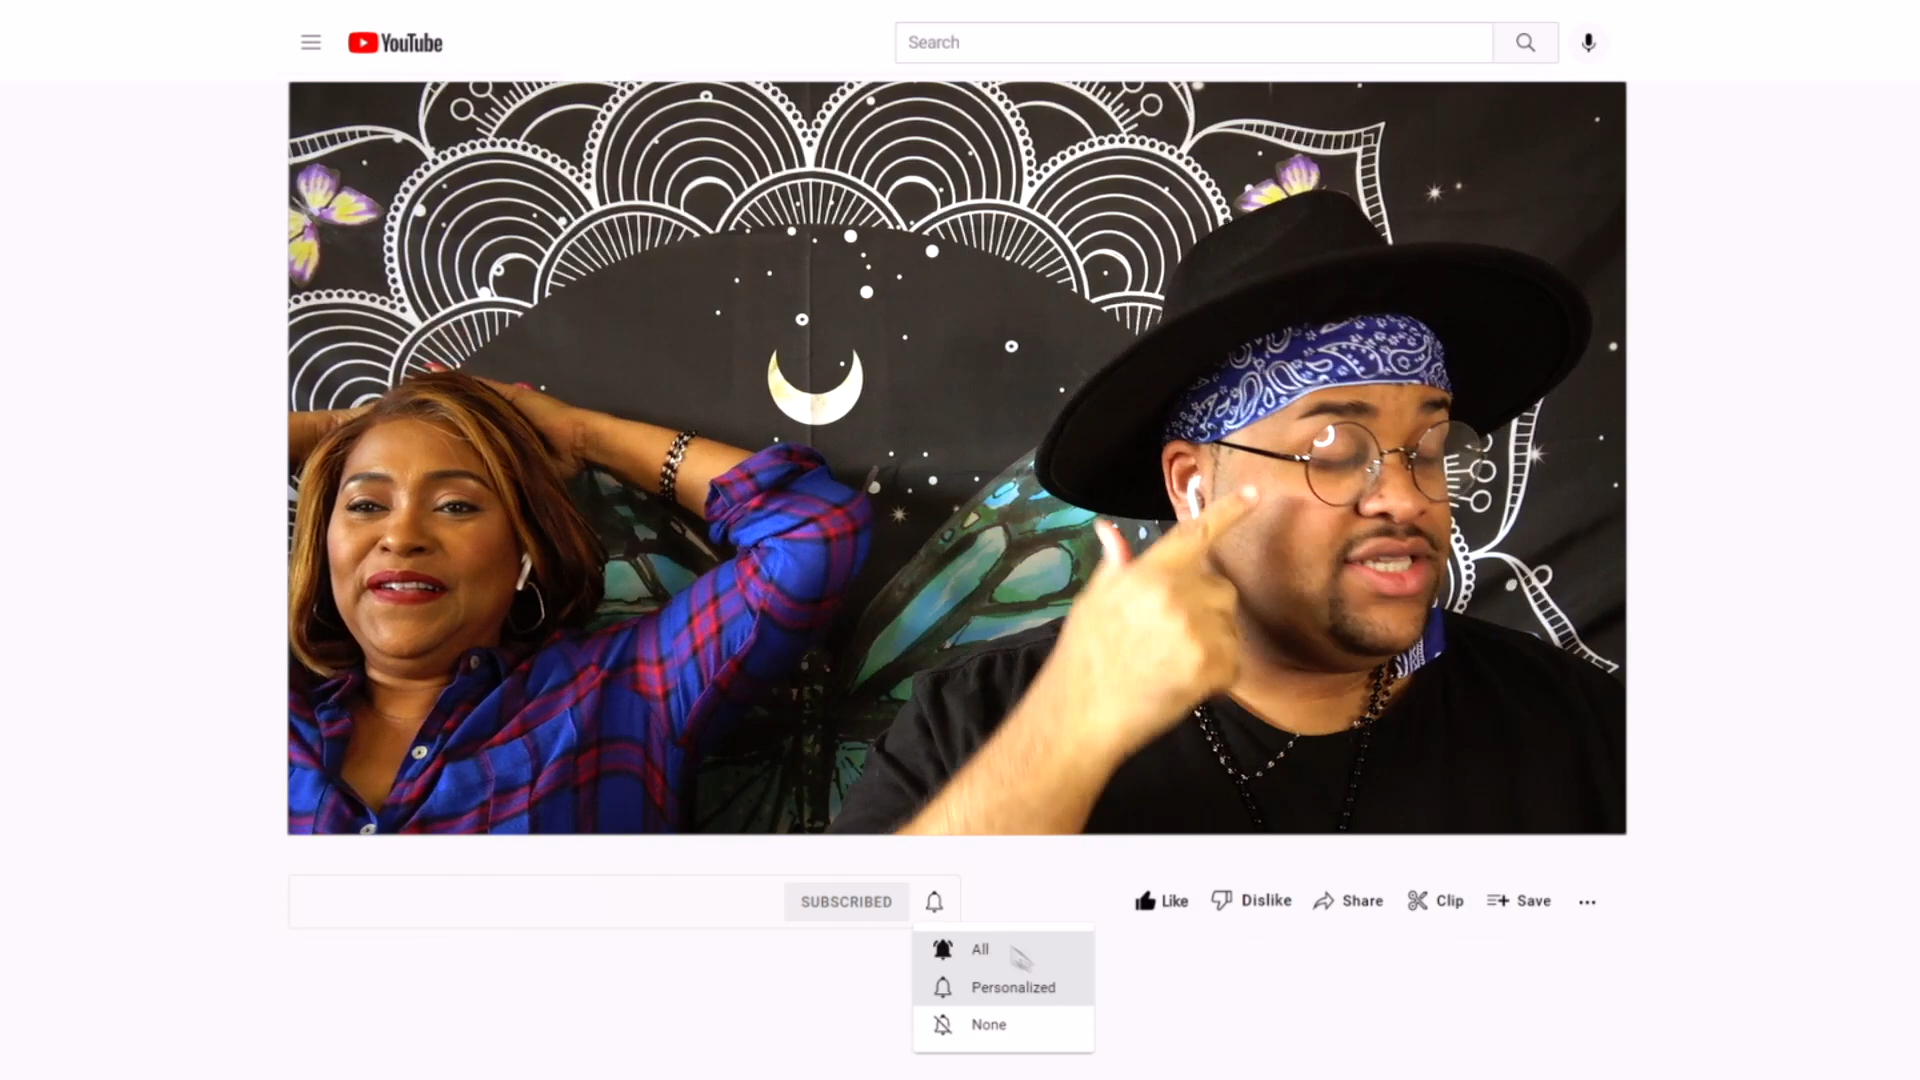 YouTube
Search
SUBSCRIBED
Like
Dislike
Share
Clip
Save
All
Personalized
None